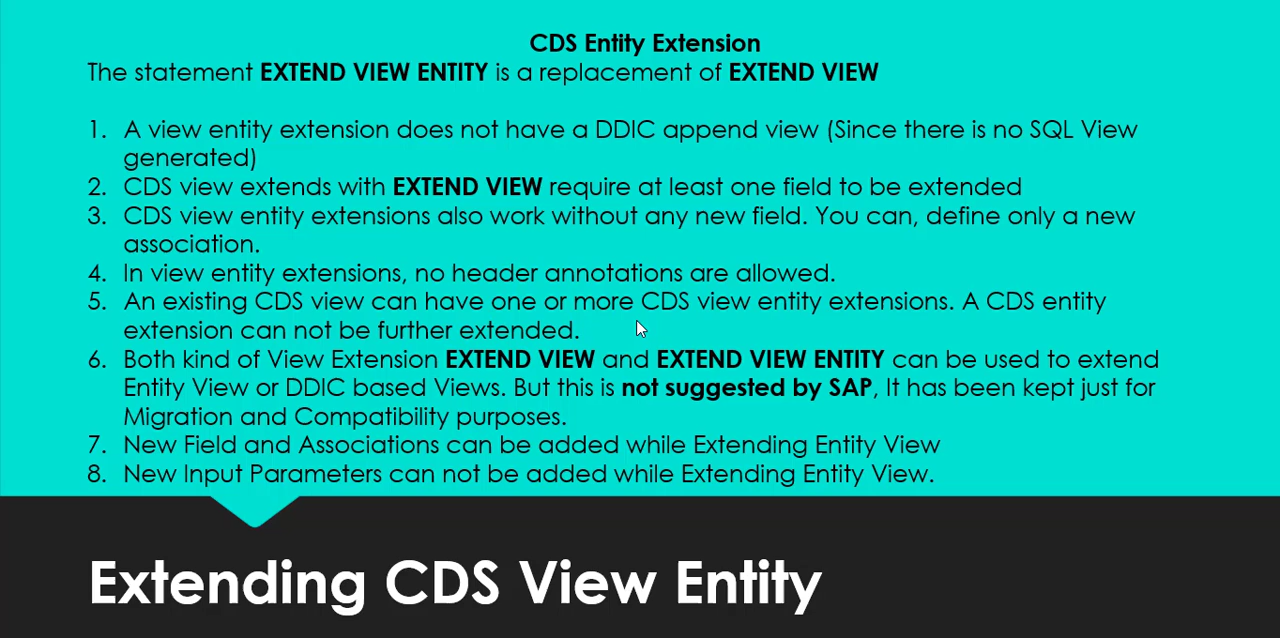 CDS Entity Extension
The statement EXTEND VIEW ENTITY is a replacement of EXTEND VIEW
1. A view entity extension does not have a DDIC append view (Since there is no SQL View
generated)
2. CDS view extends with EXTEND VIEW require at least one field to be extended
3. CDS view entity extensions also work without any new field. You can, define only a new
association.
4. In view entity extensions, no header annotations are allowed.
5. An existing CDS view can have one or more CDS view entity extensions. A CDS entity
extension can not be further extended.
6. Both kind of View Extension EXTEND VIEW and EXTEND VIEW ENTITY can be used to extend
Entity View or DDIC based Views. But this is not suggested by SAP, It has been kept just for
Migration and Compatibility purposes.
7. New Field and Associations can be added while Extending Entity View
8. New Input Parameters can not be added while Extending Entity View.
Extending CDS View Entity